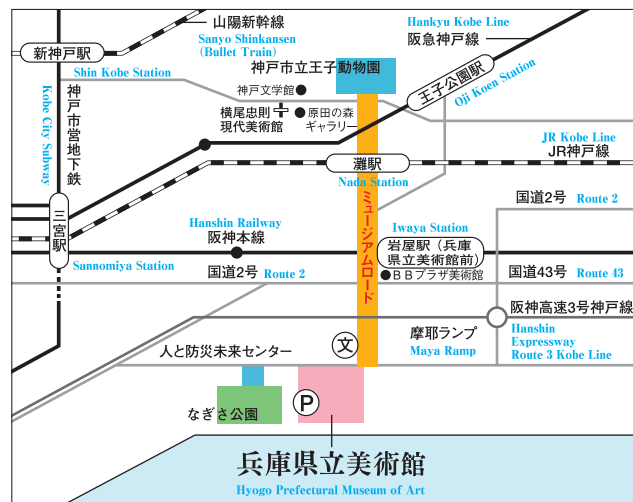 山陽新幹線
Sanyo Shinkansen
(Bullet Train)
Hankyu Kobe Line
阪急神戸線
新神戸駅
Shin Kobe Station
神戸市立王子動物園
神戸文学館
王子公園駅
Oji Koen Station
横尾忠則
現代美術館
原田の森
ギャラリー
神戸市営地下鉄
Kobe City Subway
JR Kobe Line
JR神戸線
灘駅
Nada Station
ミュージアムロード
国道2号 Route 2
三宮駅
Sannomiya Station
Hanshin Railway
阪神本線
Iwaya Station
岩屋駅（兵庫
県立美術館前）
BBプラザ美術館
国道2号 Route 2
国道43号 Route 43
阪神高速3号神戸線
Hanshin
Expressway
Route 3 Kobe Line
摩耶ランプ
Maya Ramp
文
人と防災未来センター
なぎさ公園
P
兵庫県立美術館
Hyogo Prefectural Museum of Art